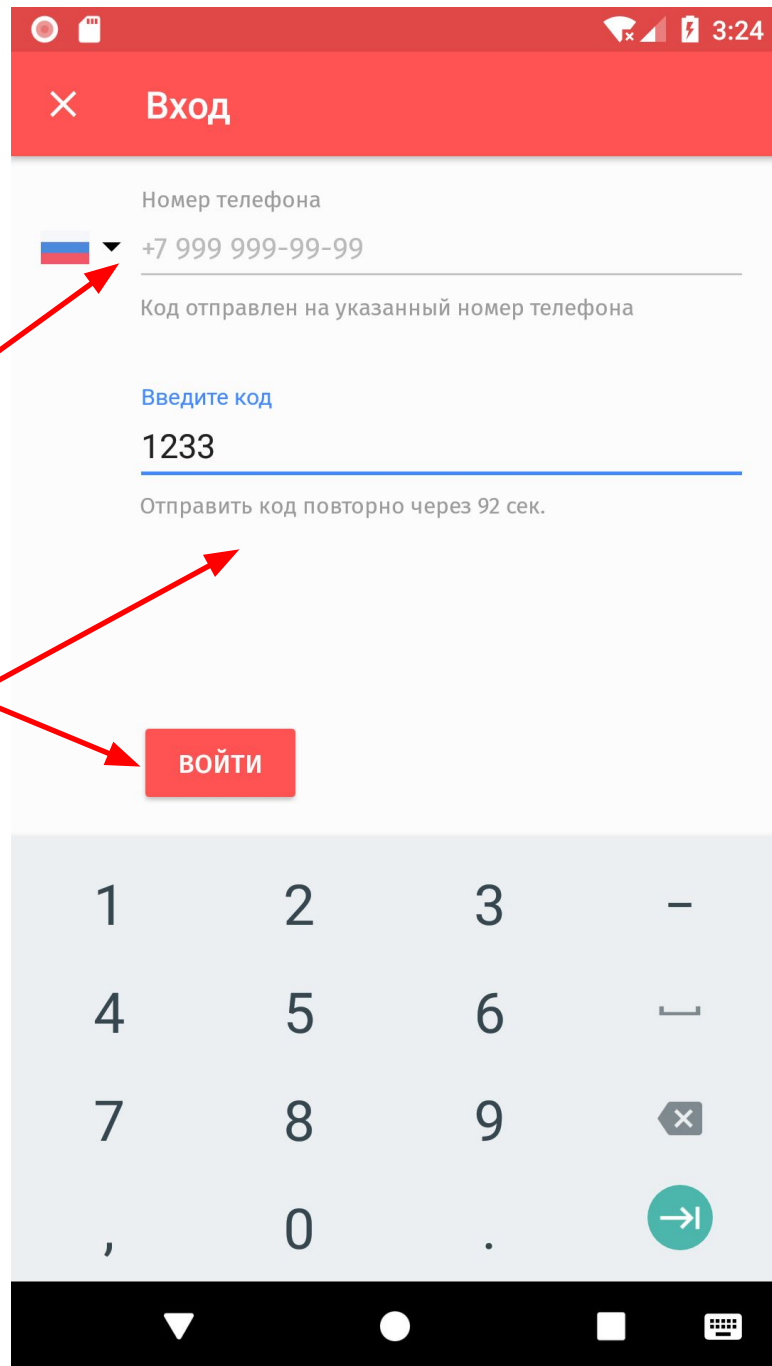 3:24
Вход
Номер телефона
+7 999 999-99-99
Код отправлен на указанный номер телефона
Введите код
1233
Отправить код повторно через 92 сек.
ВОЙТИ
1 2 3 –
4 5 6
7 8 9
, 0 .